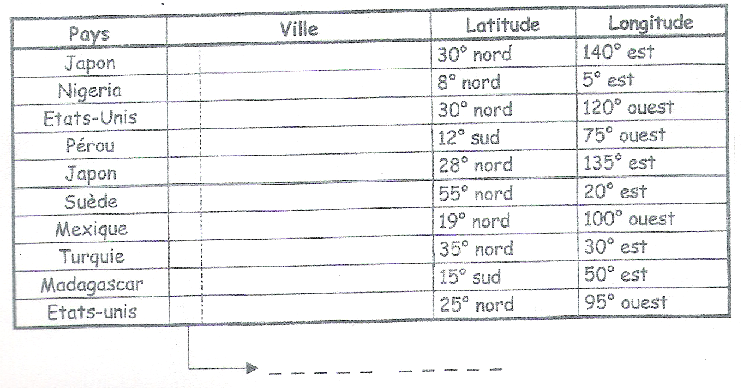 Pays Ville Latitude Longitude
Japon 30° nord 140° est
Nigeria 8° nord 5° est
Etats-Unis 30° nord 120° ouest
Pérou 12° sud 75° ouest
Japon 28° nord 135° est
Suède 55° nord 20° est
Mexique 19° nord 100° ouest
Turquie 35° nord 30° est
Madagascar 15° sud 50° est
Etats-unis 25° nord 95° ouest